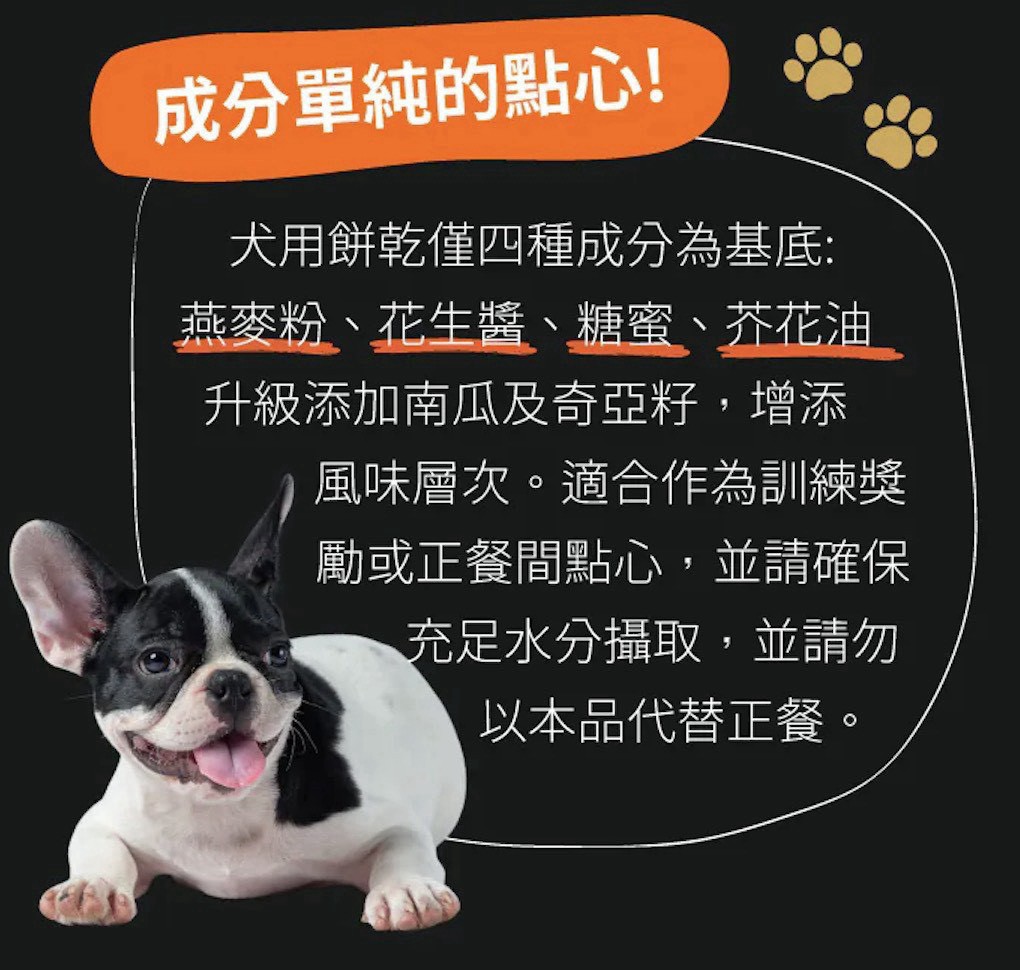 成分單純的點心!
犬用餅乾僅四種成分為基底:
燕麥粉、花生醬、糖蜜、芥花油
升級添加南瓜及奇亞籽，增添
風味層次。適合作為訓練獎
勵或正餐間點心，並請確保
充足水分攝取，並請勿
以本品代替正餐。